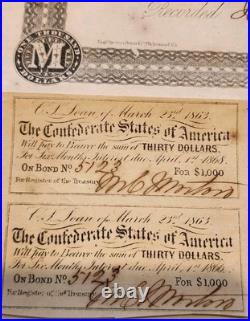 Recorded
ONE THOUSAND
M
DOLLARS
C.S. Loan of March 23rd 1863.
The Confederate States of America
Will pay to Bearer the sum of THIRTY DOLLARS.
For Six Months Interest due April 1st 1868.
ON BOND No 5123 FOR $1,000
For Register of the Treasury
C.S. Loan of March 23rd 1863.
The Confederate States of America
Will pay to Bearer the sum of THIRTY DOLLARS.
For Six Months Interest due
ON BOND No 5123 FOR $1,000
For Register of the Treasury